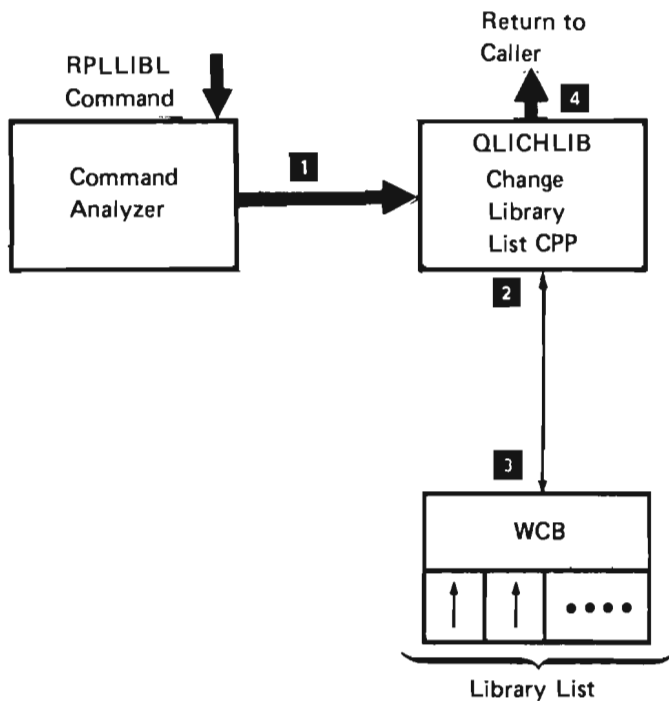 RPLLIBL
Command
Return to
Caller
4
Command
Analyzer
1
QLICHLIB
Change
Library
List CPP
2
3
WCB
Library List